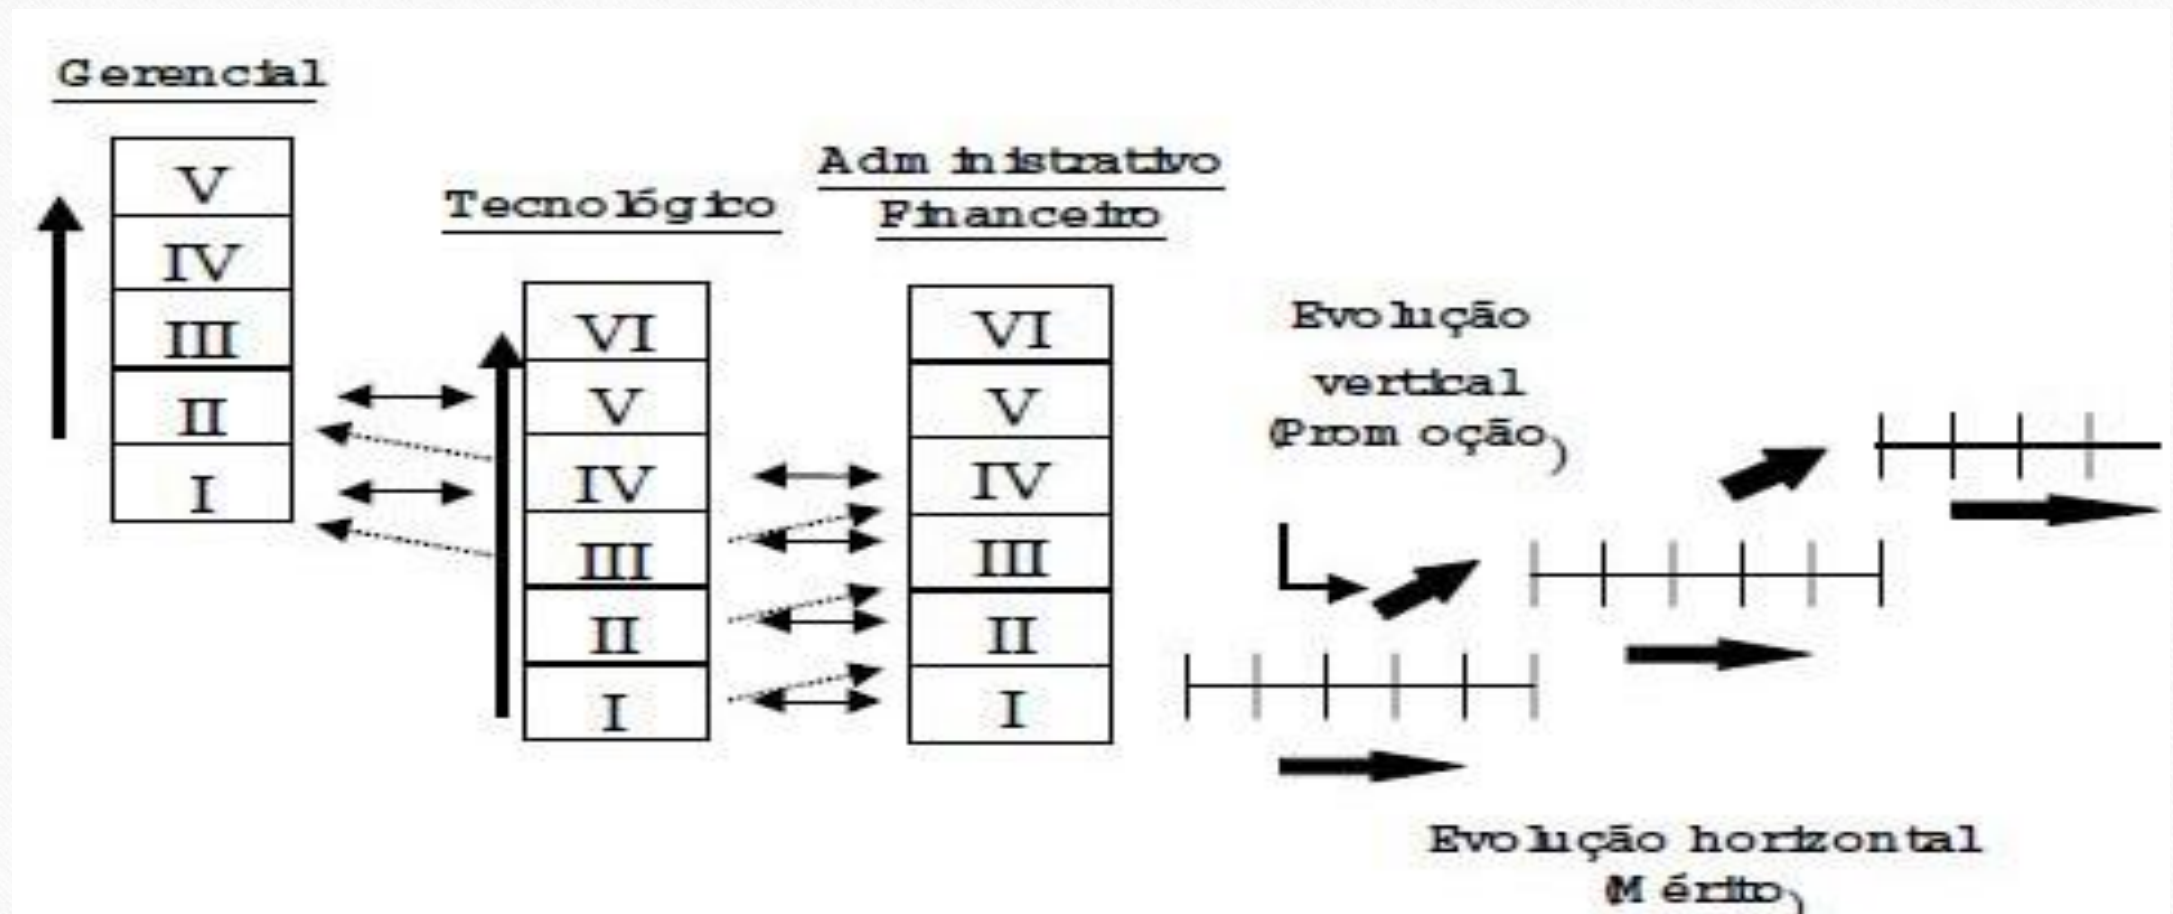 Gerencial
V
IV
III
II
I
Tecnológico
VI
V
IV
III
II
I
Administrativo
Financeiro
VI
V
IV
III
II
I
Evolução
vertical
(Promoção)
Evolução horizontal
(Mérito)